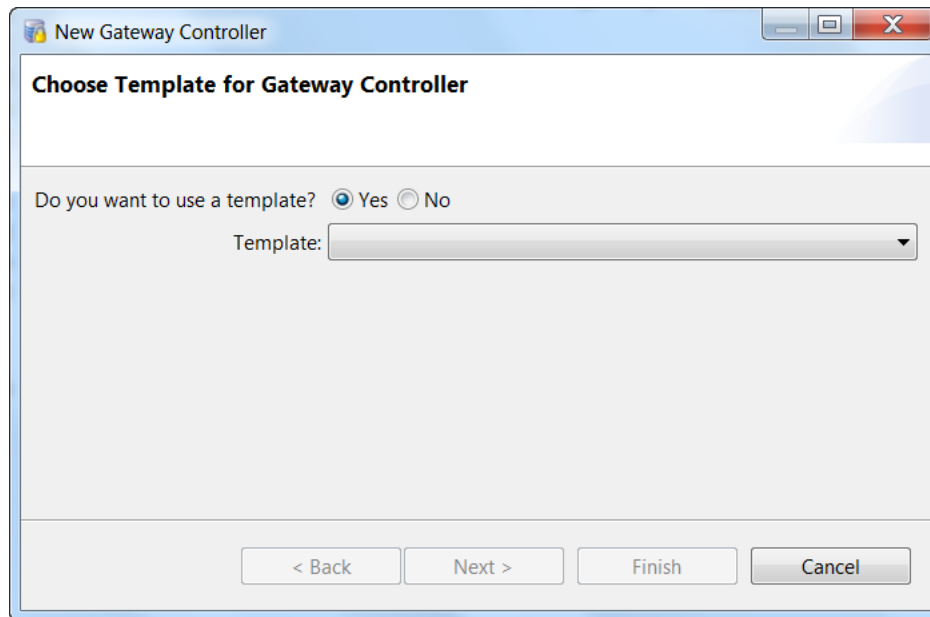 New Gateway Controller
Choose Template for Gateway Controller
Do you want to use a template? Yes No
Template:
< Back Next > Finish Cancel